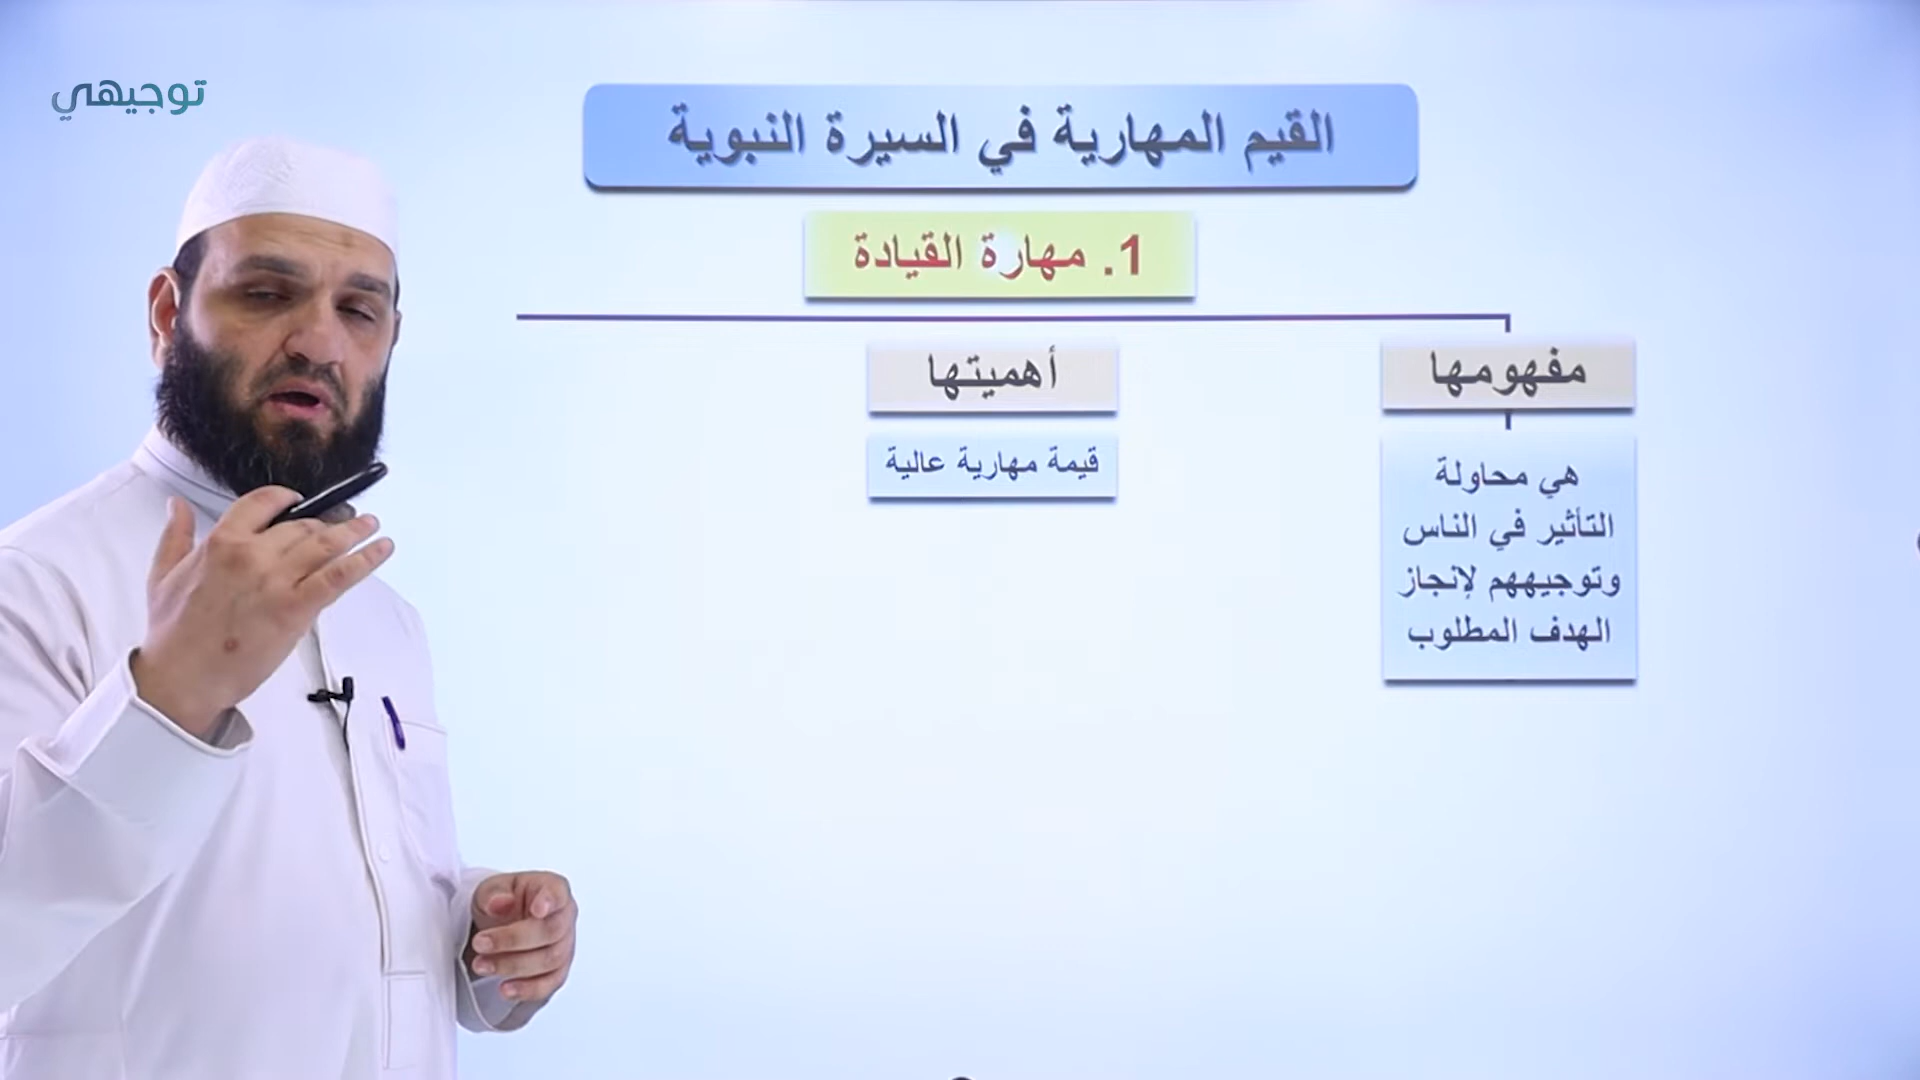 توجيهي
القيم المهارية في السيرة النبوية
1. مهارة القيادة
مفهومها
هي محاولة
التأثير في الناس
وتوجيههم لإنجاز
الهدف المطلوب
أهميتها
قيمة مهارية عالية